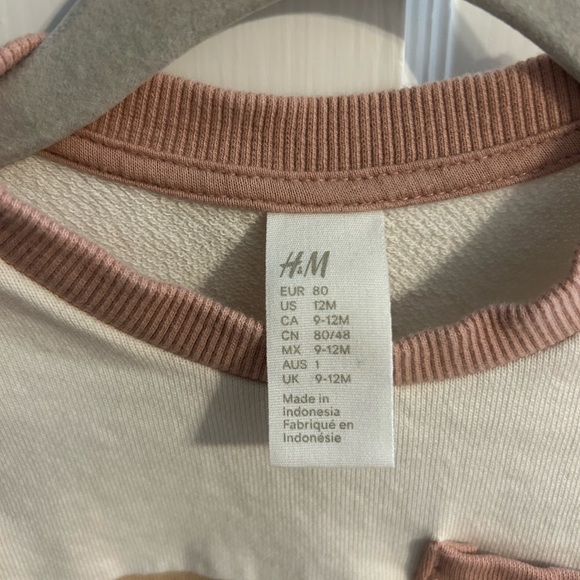 H&M
EUR 80
US 12M
CA 9-12M
CN 80/48
MX 9-12M
AUS 1
UK 9-12M
Made in
Indonesia
Fabriqué en
Indonésie